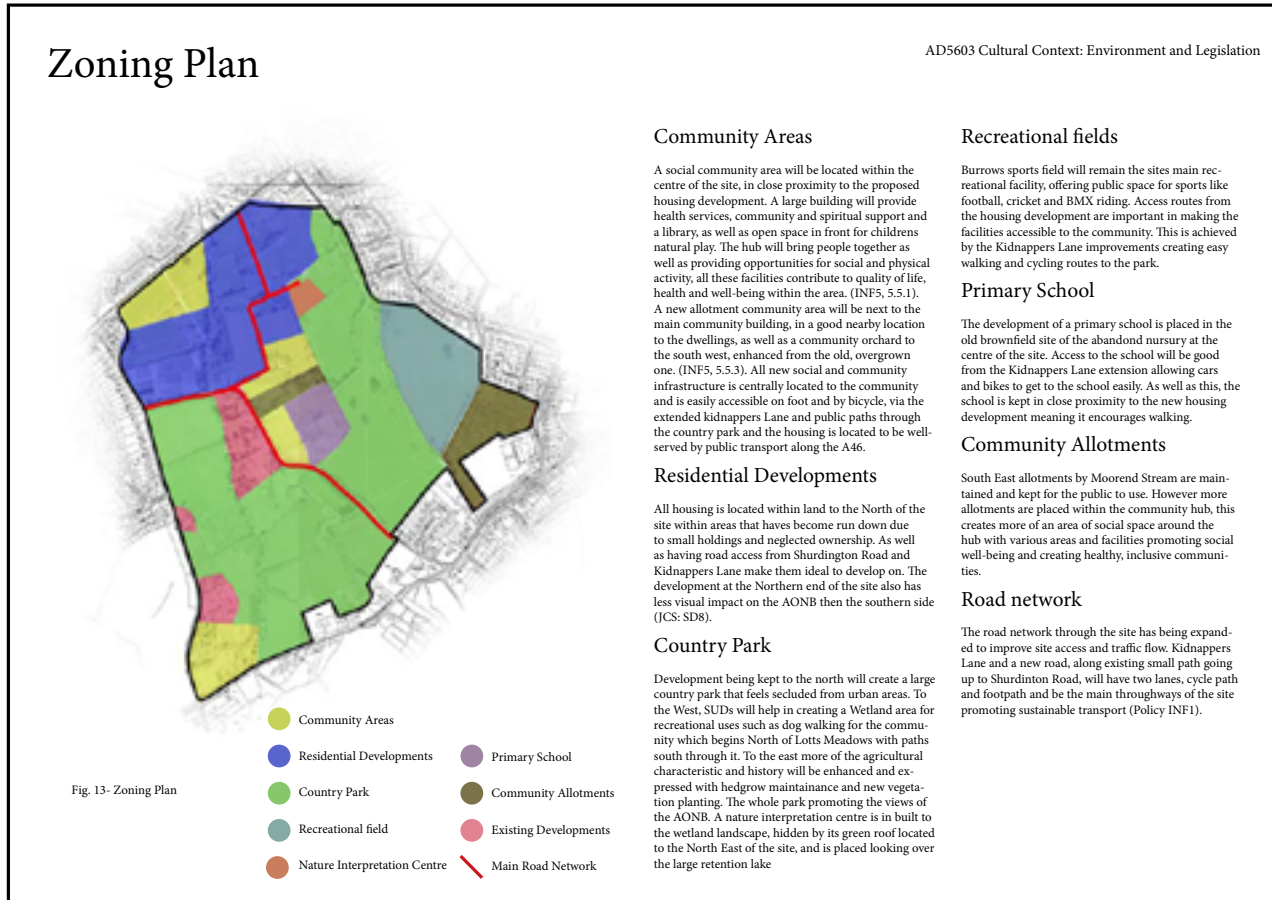 Zoning Plan
AD5603 Cultural Context: Environment and Legislation
Community Areas
A social community area will be located within the
centre of the site, in close proximity to the proposed
housing development. A large building will provide
health services, community and spiritual support and
a library, as well as open space in front for childrens
natural play. The hub will bring people together as
well as providing opportunities for social and physical
activity, all these facilities contribute to quality of life,
health and well-being within the area. (INF5, 5.5.1).
A new allotment community area will be next to the
main community building, in a good nearby location
to the dwellings, as well as a community orchard to
the south west, enhanced from the old, overgrown
one. (INF5, 5.5.3). All new social and community
infrastructure is centrally located to the community
and is easily accessible on foot and by bicycle, via the
extended kidnappers Lane and public paths through
the country park and the housing is located to be well-
served by public transport along the A46.
Residential Developments
All housing is located within land to the North of the
site within areas that haves become run down due
to small holdings and neglected ownership. As well
as having road access from Shurdington Road and
Kidnappers Lane make them ideal to develop on. The
development at the Northern end of the site also has
less visual impact on the AONB then the southern side
(JCS: SD8).
Country Park
Development being kept to the north will create a large
country park that feels secluded from urban areas. To
the West, SUDs will help in creating a Wetland area for
recreational uses such as dog walking for the commu-
nity which begins North of Lotts Meadows with paths
south through it. To the east more of the agricultural
characteristic and history will be enhanced and ex-
pressed with hedgrow maintainance and new vegeta-
tion planting. The whole park promoting the views of
the AONB. A nature interpretation centre is in built to
the wetland landscape, hidden by its green roof located
to the North East of the site, and is placed looking over
the large retention lake
Recreational fields
Burrows sports field will remain the sites main rec-
reational facility, offering public space for sports like
football, cricket and BMX riding. Access routes from
the housing development are important in making the
facilities accessible to the community. This is achieved
by the Kidnappers Lane improvements creating easy
walking and cycling routes to the park.
Primary School
The development of a primary school is placed in the
old brownfield site of the abandond nursury at the
centre of the site. Access to the school will be good
from the Kidnappers Lane extension allowing cars
and bikes to get to the school easily. As well as this, the
school is kept in close proximity to the new housing
development meaning it encourages walking.
Community Allotments
South East allotments by Moorend Stream are main-
tained and kept for the public to use. However more
allotments are placed within the community hub, this
creates more of an area of social space around the
hub with various areas and facilities promoting social
well-being and creating healthy, inclusive communi-
ties.
Road network
The road network through the site has being expand-
ed to improve site access and traffic flow. Kidnappers
Lane and a new road, along existing small path going
up to Shurdinton Road, will have two lanes, cycle path
and footpath and be the main throughways of the site
promoting sustainable transport (Policy INF1).
Community Areas
Residential Developments
Country Park
Recreational field
Nature Interpretation Centre
Primary School
Community Allotments
Existing Developments
Main Road Network
Fig. 13- Zoning Plan